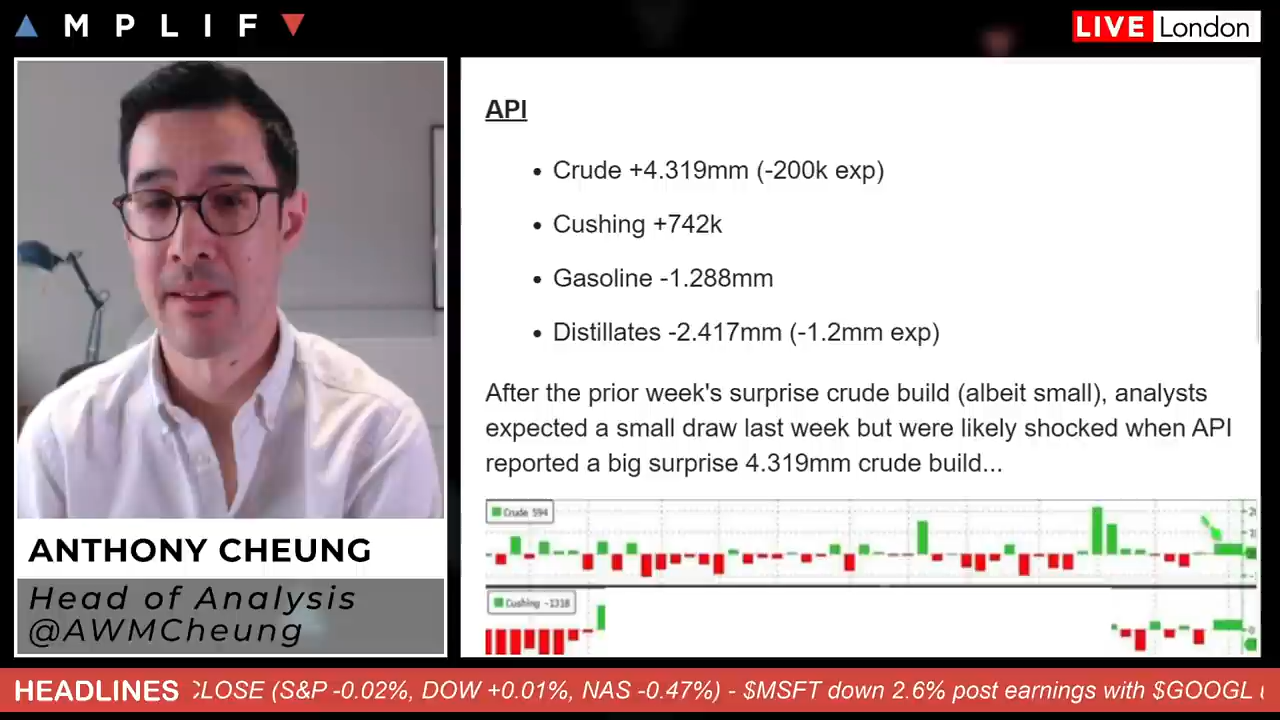 AMPLIFY
LIVE London
API
• Crude +4.319mm (-200k exp)
• Cushing +742k
• Gasoline -1.288mm
• Distillates -2.417mm (-1.2mm exp)
After the prior week's surprise crude build (albeit small), analysts
expected a small draw last week but were likely shocked when API
reported a big surprise 4.319mm crude build...
Crude 594
Cushing -1318
0
ANTHONY CHEUNG
Head of Analysis
@AWMCheung
HEADLINES CLOSE (S&P -0.02%, DOW +0.01%, NAS -0.47%) - $MSFT down 2.6% post earnings with $GOOGL